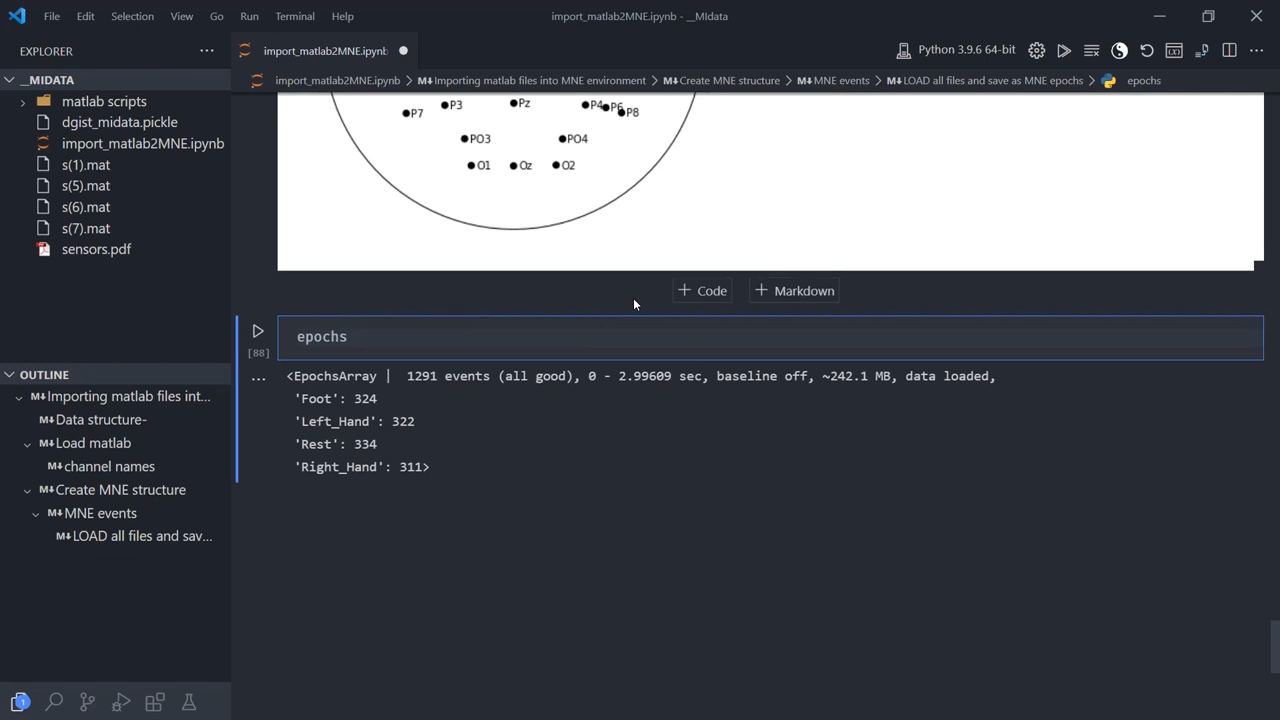 File Edit Selection View Go Run Terminal Help import_matlab2MNE.ipynb - __MIdata
EXPLORER
import_matlab2MNE.ipynb
Python 3.9.6 64-bit
__MIDATA
import_matlab2MNE.ipynb > M↓Importing matlab files into MNE environment > M↓Create MNE structure > M↓MNE events > M↓LOAD all files and save as MNE epochs > epochs
matlab scripts
dgist_midata.pickle
import_matlab2MNE.ipynb
s(1).mat
s(5).mat
s(6).mat
s(7).mat
sensors.pdf
P7 P3 Pz P4 P6 P8
PO3 PO4
O1 Oz O2
+ Code + Markdown
epochs
[88]
<EpochsArray | 1291 events (all good), 0 - 2.99609 sec, baseline off, ~242.1 MB, data loaded,
'Foot': 324
'Left_Hand': 322
'Rest': 334
'Right_Hand': 311>
OUTLINE
M↓Importing matlab files int...
M↓Data structure-
M↓Load matlab
M↓channel names
M↓Create MNE structure
M↓MNE events
M↓LOAD all files and sav...
1